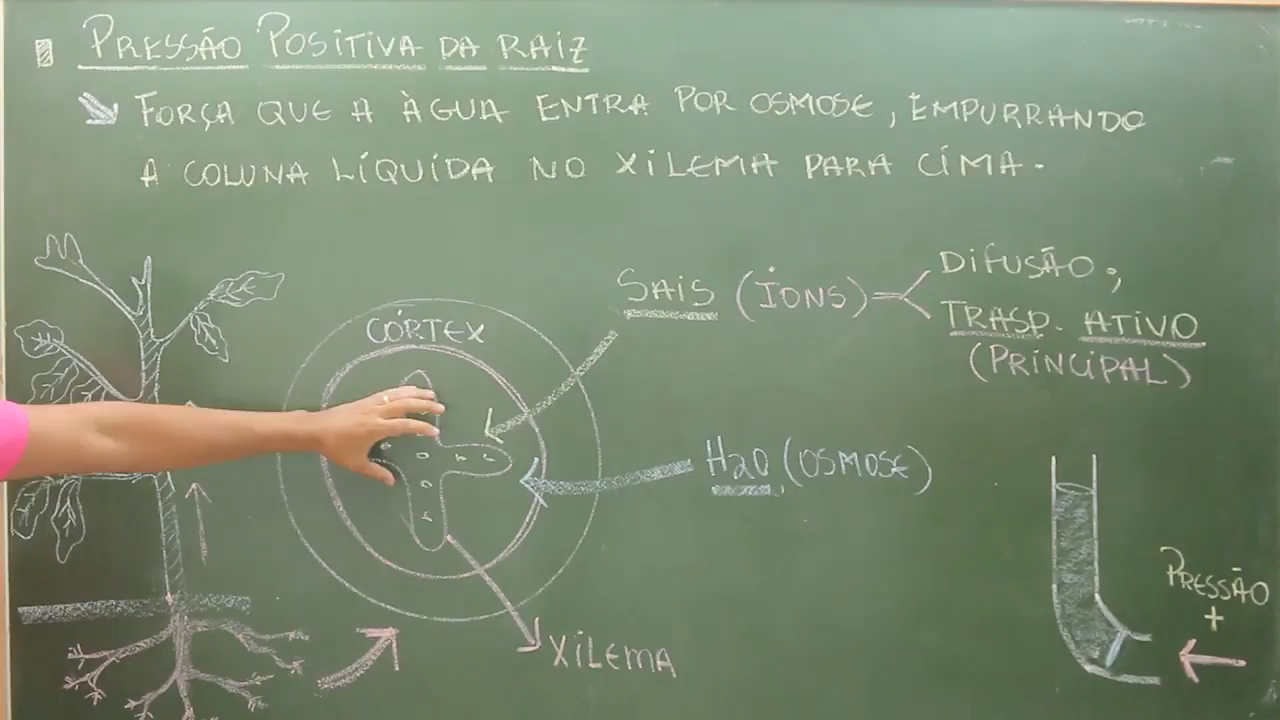 PRESSÃO POSITIVA DA RAIZ
FORÇA QUE A ÀGUA ENTRA POR OSMOSE, EMPURRANDO
A COLUNA LÍQUIDA NO XILEMA PARA CIMA.
SAIS (ÍONS)
DIFUSÃO;
TRASP. ATIVO
(PRINCIPAL)
CÓRTEX
H2O (OSMOSE)
PRESSÃO
+
XILEMA